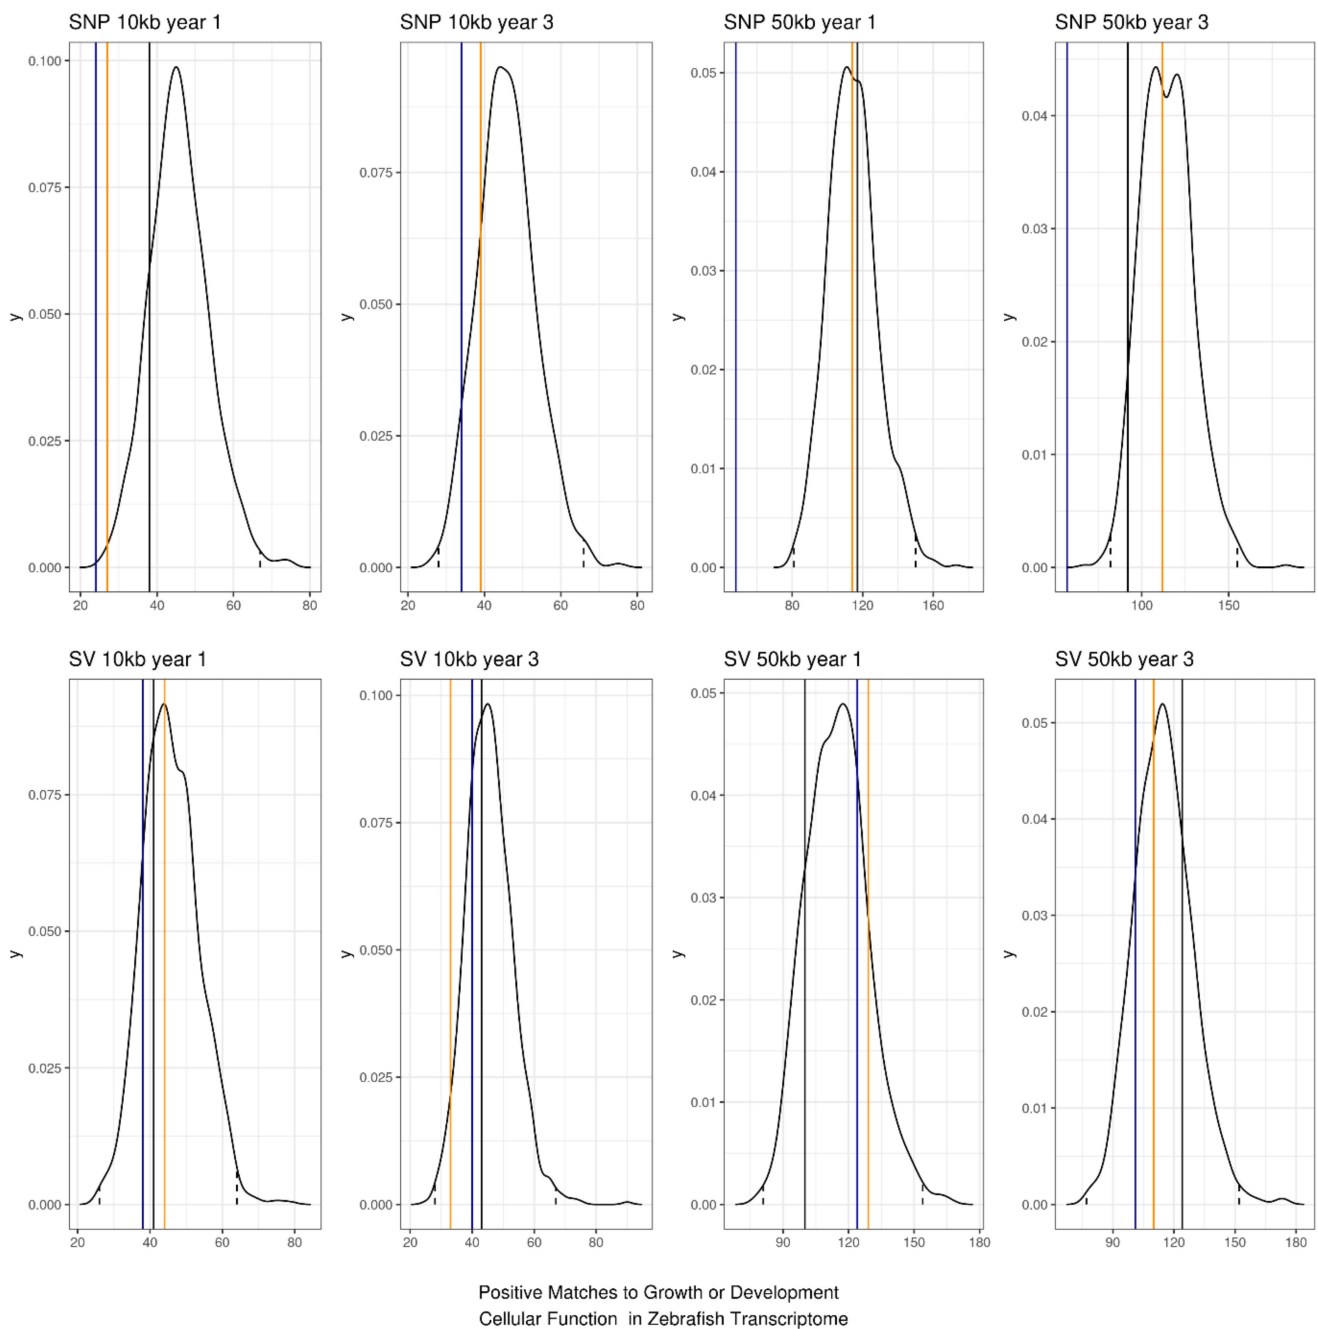 SNP 10kb year 1
SNP 10kb year 3
SNP 50kb year 1
SNP 50kb year 3
0.100
0.075
0.050
0.025
0.000
y
20 40 60 80
0.075
0.050
0.025
0.000
y
20 40 60 80
0.05
0.04
0.03
0.02
0.01
0.00
y
80 120 160
0.04
0.03
0.02
0.01
0.00
y
100 150
SV 10kb year 1
SV 10kb year 3
SV 50kb year 1
SV 50kb year 3
0.075
0.050
0.025
0.000
y
20 40 60 80
0.100
0.075
0.050
0.025
0.000
y
20 40 60 80
0.05
0.04
0.03
0.02
0.01
0.00
y
90 120 150 180
0.05
0.04
0.03
0.02
0.01
0.00
y
90 120 150 180
Positive Matches to Growth or Development
Cellular Function in Zebrafish Transcriptome